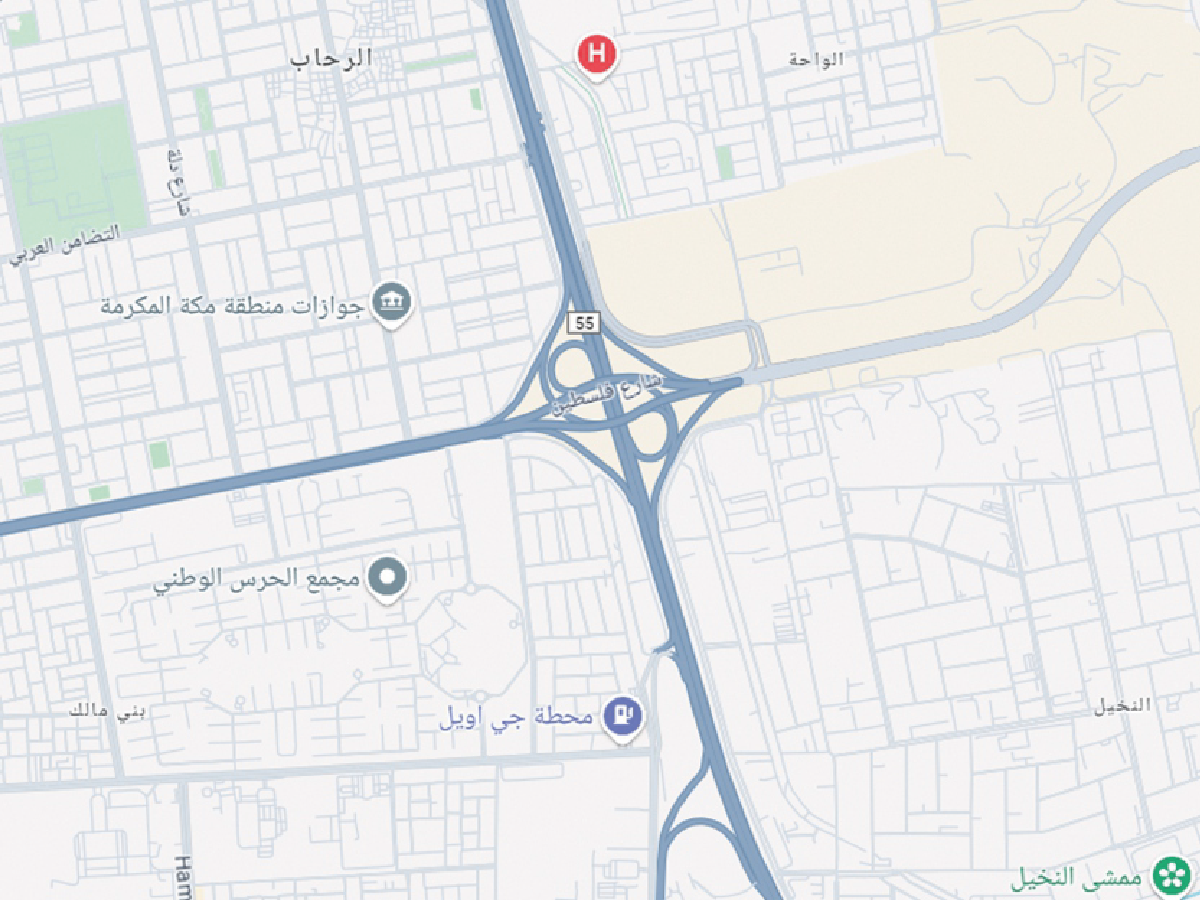 H
الرحاب
الواحة
شارع دلة
التضامن العربي
جوازات منطقة مكة المكرمة
55
شارع فلسطين
مجمع الحرس الوطني
بني مالك
محطة جي اويل
النخيل
Ham
ممشى النخيل